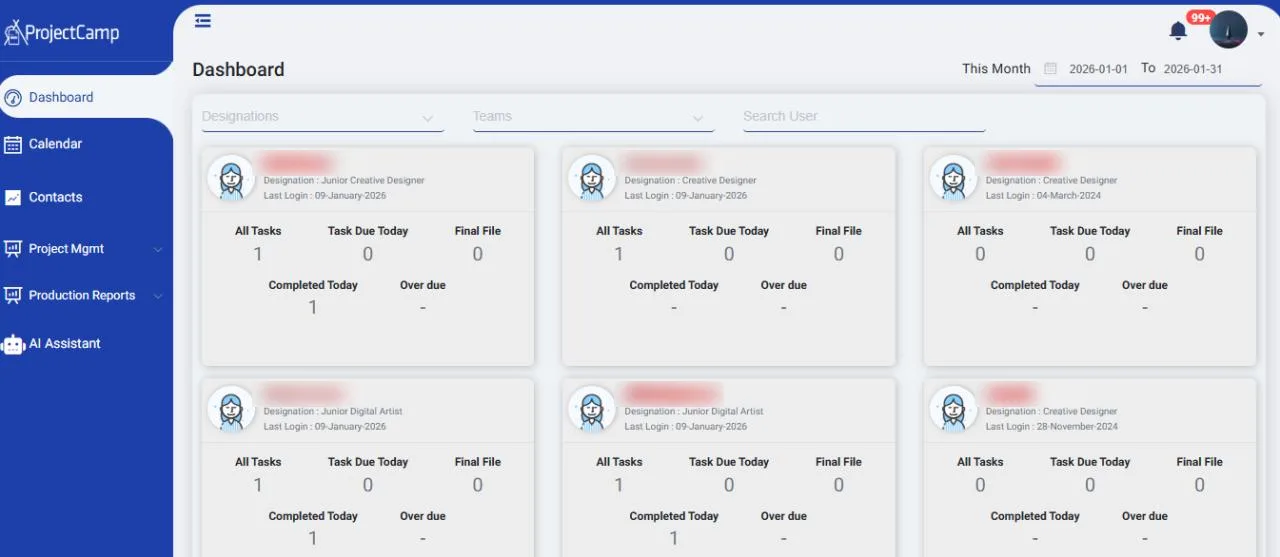 ProjectCamp
99+
Dashboard
This Month 2026-01-01 To 2026-01-31
Dashboard
Calendar
Contacts
Project Mgmt
Production Reports
AI Assistant
Designations Teams Search User
Designation : Junior Creative Designer
Last Login : 09-January-2026
All Tasks Task Due Today Final File
1 0 0
Completed Today Over due
1 -
Designation : Creative Designer
Last Login : 09-January-2026
All Tasks Task Due Today Final File
1 0 0
Completed Today Over due
- -
Designation : Creative Designer
Last Login : 04-March-2024
All Tasks Task Due Today Final File
0 0 0
Completed Today Over due
- -
Designation : Junior Digital Artist
Last Login : 09-January-2026
All Tasks Task Due Today Final File
1 0 0
Completed Today Over due
1 -
Designation : Junior Digital Artist
Last Login : 09-January-2026
All Tasks Task Due Today Final File
1 0 0
Completed Today Over due
1 -
Designation : Creative Designer
Last Login : 28-November-2024
All Tasks Task Due Today Final File
0 0 0
Completed Today Over due
- -